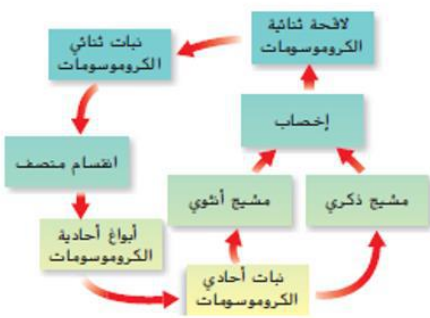 لاقحة ثنائية
الكروموسومات
نبات ثنائي
الكروموسومات
انقسام منصف
أبواغ أحادية
الكروموسومات
نبات أحادي
الكروموسومات
مشيج أنثوي
مشيج ذكري
إخصاب